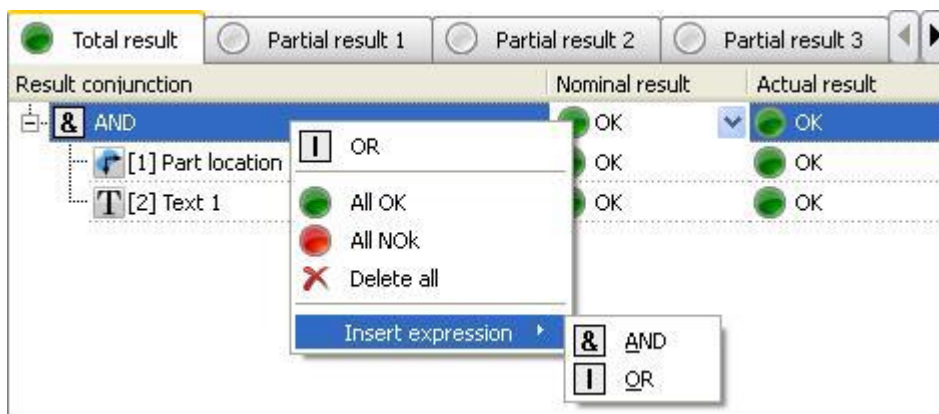 Total result Partial result 1 Partial result 2 Partial result 3
Result conjunction Nominal result Actual result
& AND OK OK
I OR
[1] Part location OK OK
T [2] Text 1 All OK OK OK
All NOk
Delete all
Insert expression
& AND
I OR